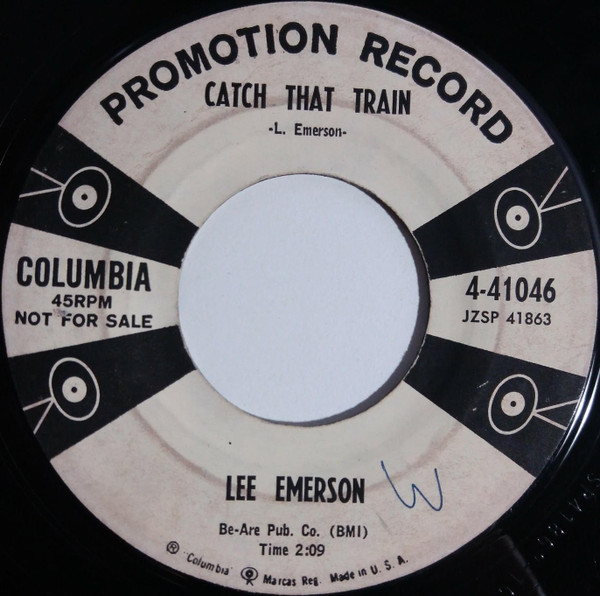 PROMOTION RECORD
CATCH THAT TRAIN
-L. Emerson-
COLUMBIA
45RPM
NOT FOR SALE
4-41046
JZSP 41863
LEE EMERSON
W
Be-Are Pub. Co. (BMI)
Time 2:09
® "Columbia" Marcas Reg. Made in U. S. A.